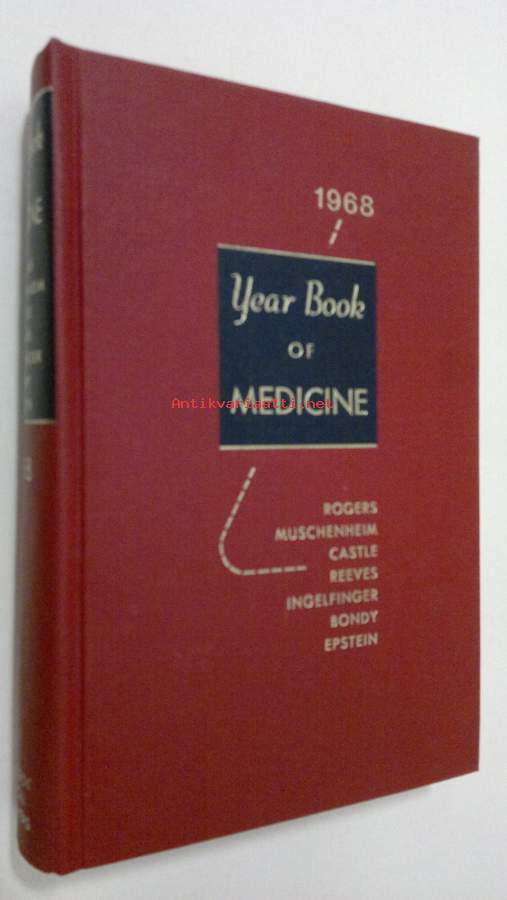 1968
Year Book
OF
MEDICINE
Antikvariaatti.net
ROGERS
MUSCHENHEIM
CASTLE
REEVES
INGELFINGER
BONDY
EPSTEIN